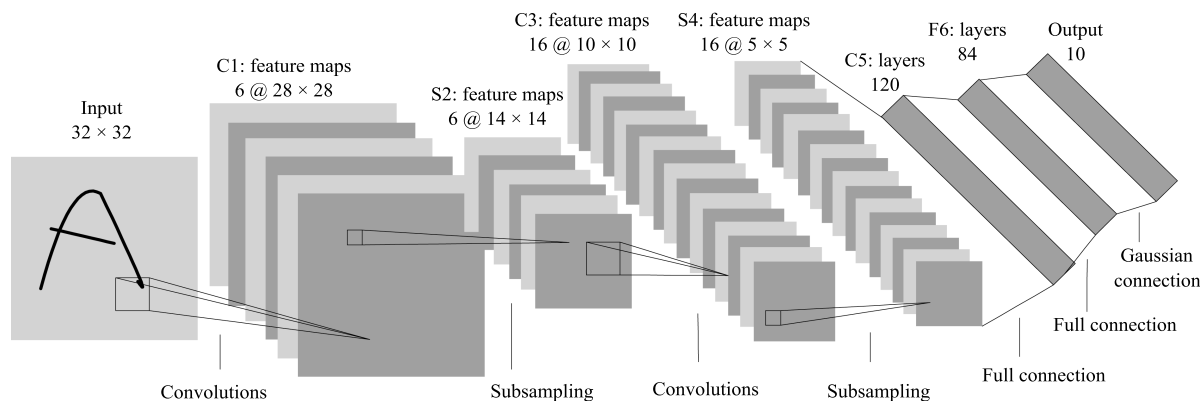 Input
32 × 32
C1: feature maps
6 @ 28 × 28
S2: feature maps
6 @ 14 × 14
C3: feature maps
16 @ 10 × 10
S4: feature maps
16 @ 5 × 5
C5: layers
120
F6: layers
84
Output
10
A
Convolutions
Subsampling
Convolutions
Subsampling
Full connection
Full connection
Gaussian
connection